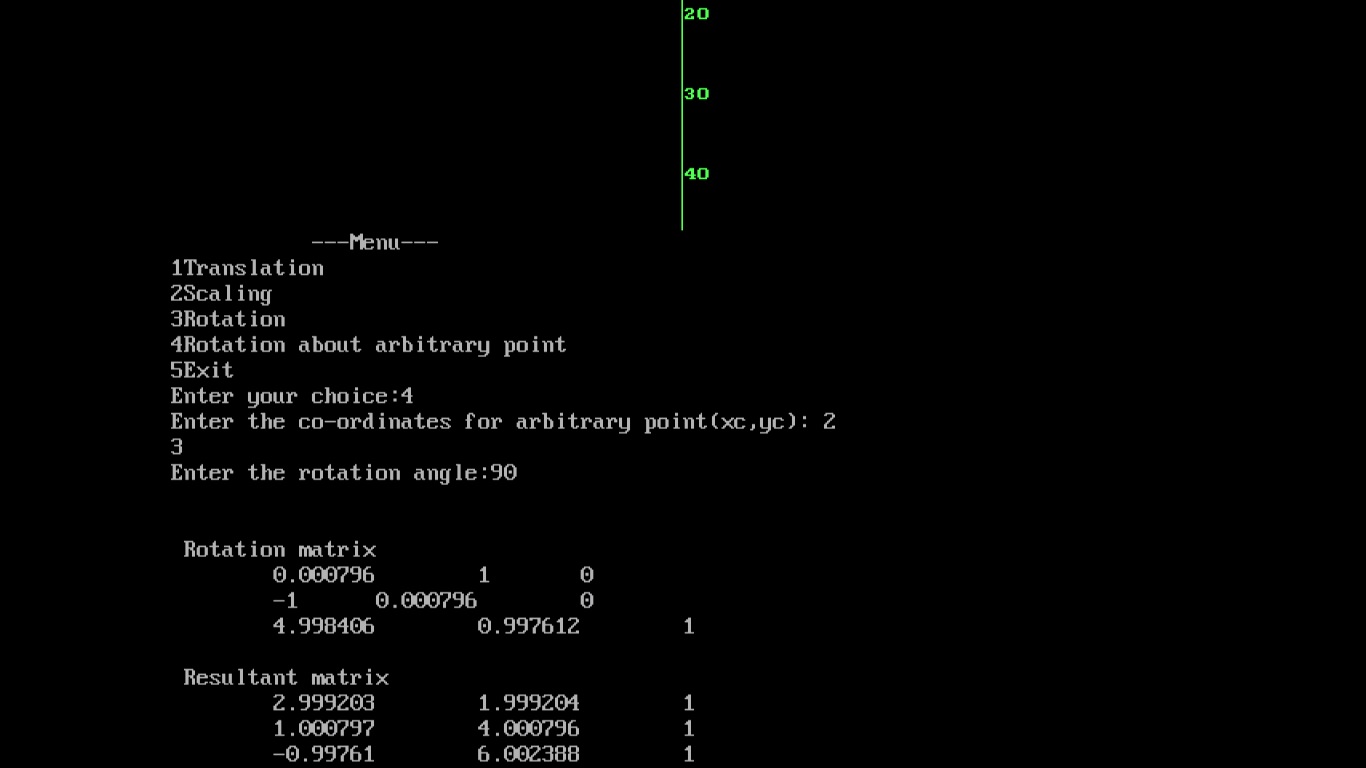 20
30
40
---Menu---
1Translation
2Scaling
3Rotation
4Rotation about arbitrary point
5Exit
Enter your choice:4
Enter the co-ordinates for arbitrary point(xc,yc): 2
3
Enter the rotation angle:90
Rotation matrix
0.000796 1 0
-1 0.000796 0
4.998406 0.997612 1
Resultant matrix
2.999203 1.999204 1
1.000797 4.000796 1
-0.99761 6.002388 1